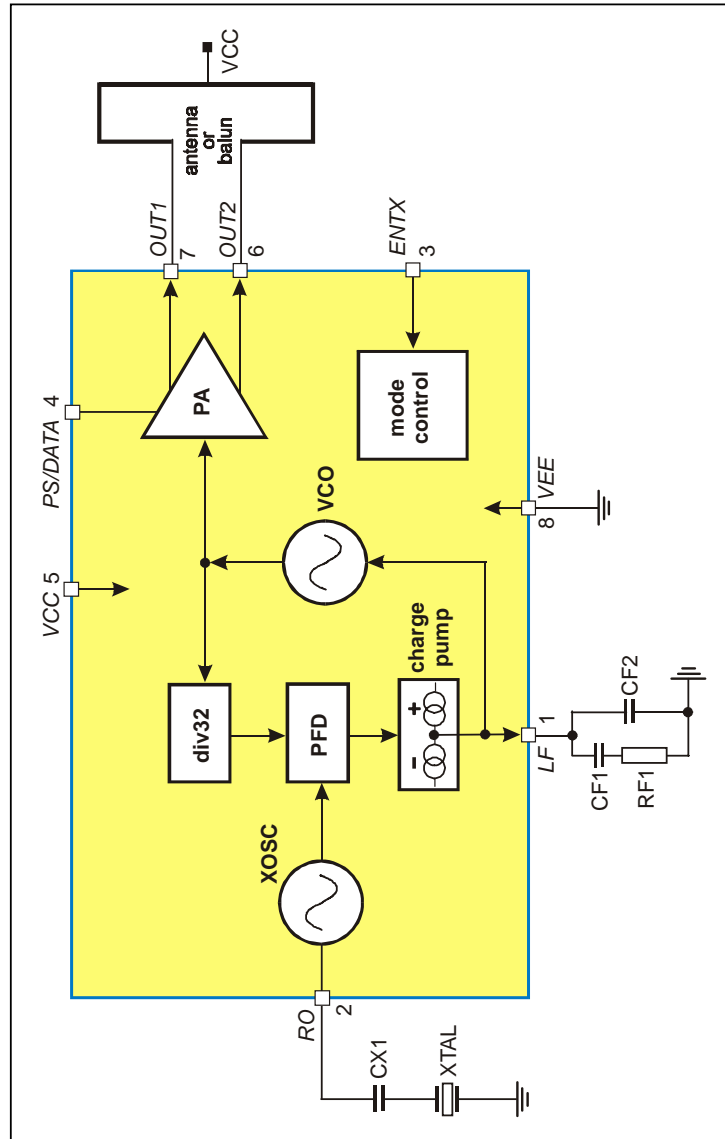 VCC
antenna
or
balun
OUT1
7
OUT2
6
ENTX
3
PS/DATA 4
PA
mode
control
VCC 5
VCO
VEE
8
div32
PFD
charge
pump
− +
XOSC
LF 1
CF1
CF2
RF1
RO
2
CX1
XTAL